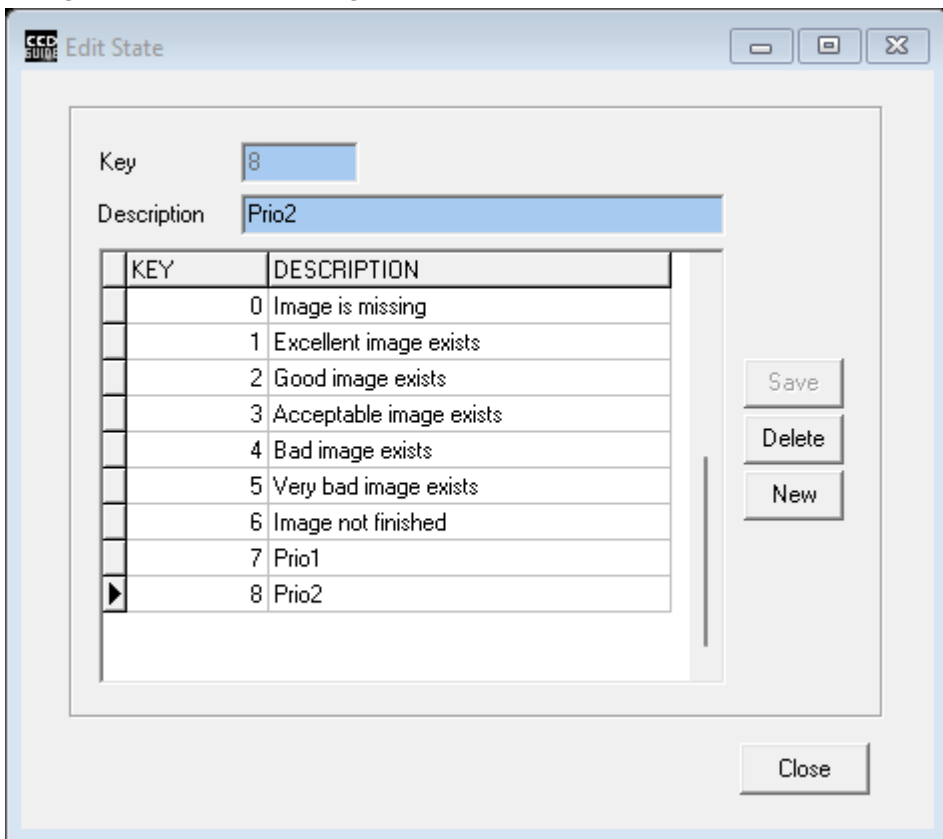 CCD
GUIDE
Edit State
Key 8
Description Prio2
KEY DESCRIPTION
0 Image is missing
1 Excellent image exists
2 Good image exists
3 Acceptable image exists
4 Bad image exists
5 Very bad image exists
6 Image not finished
7 Prio1
8 Prio2
Save
Delete
New
Close